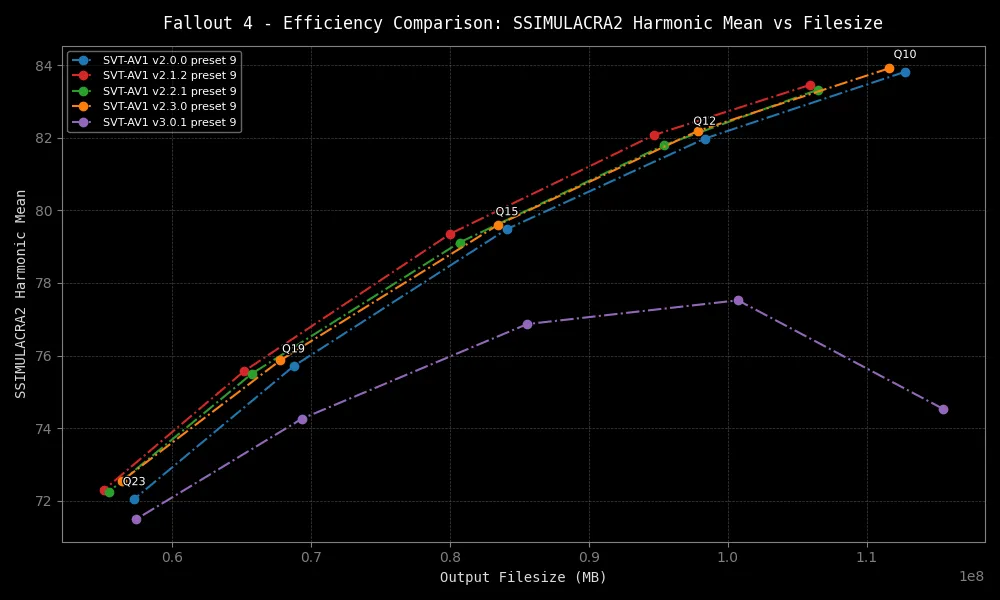 Fallout 4 - Efficiency Comparison: SSIMULACRA2 Harmonic Mean vs Filesize
SVT-AV1 v2.0.0 preset 9
SVT-AV1 v2.1.2 preset 9
SVT-AV1 v2.2.1 preset 9
SVT-AV1 v2.3.0 preset 9
SVT-AV1 v3.0.1 preset 9
Q10
Q12
Q15
Q19
Q23
84
82
80
78
76
74
72
SSIMULACRA2 Harmonic Mean
0.6 0.7 0.8 0.9 1.0 1.1
1e8
Output Filesize (MB)